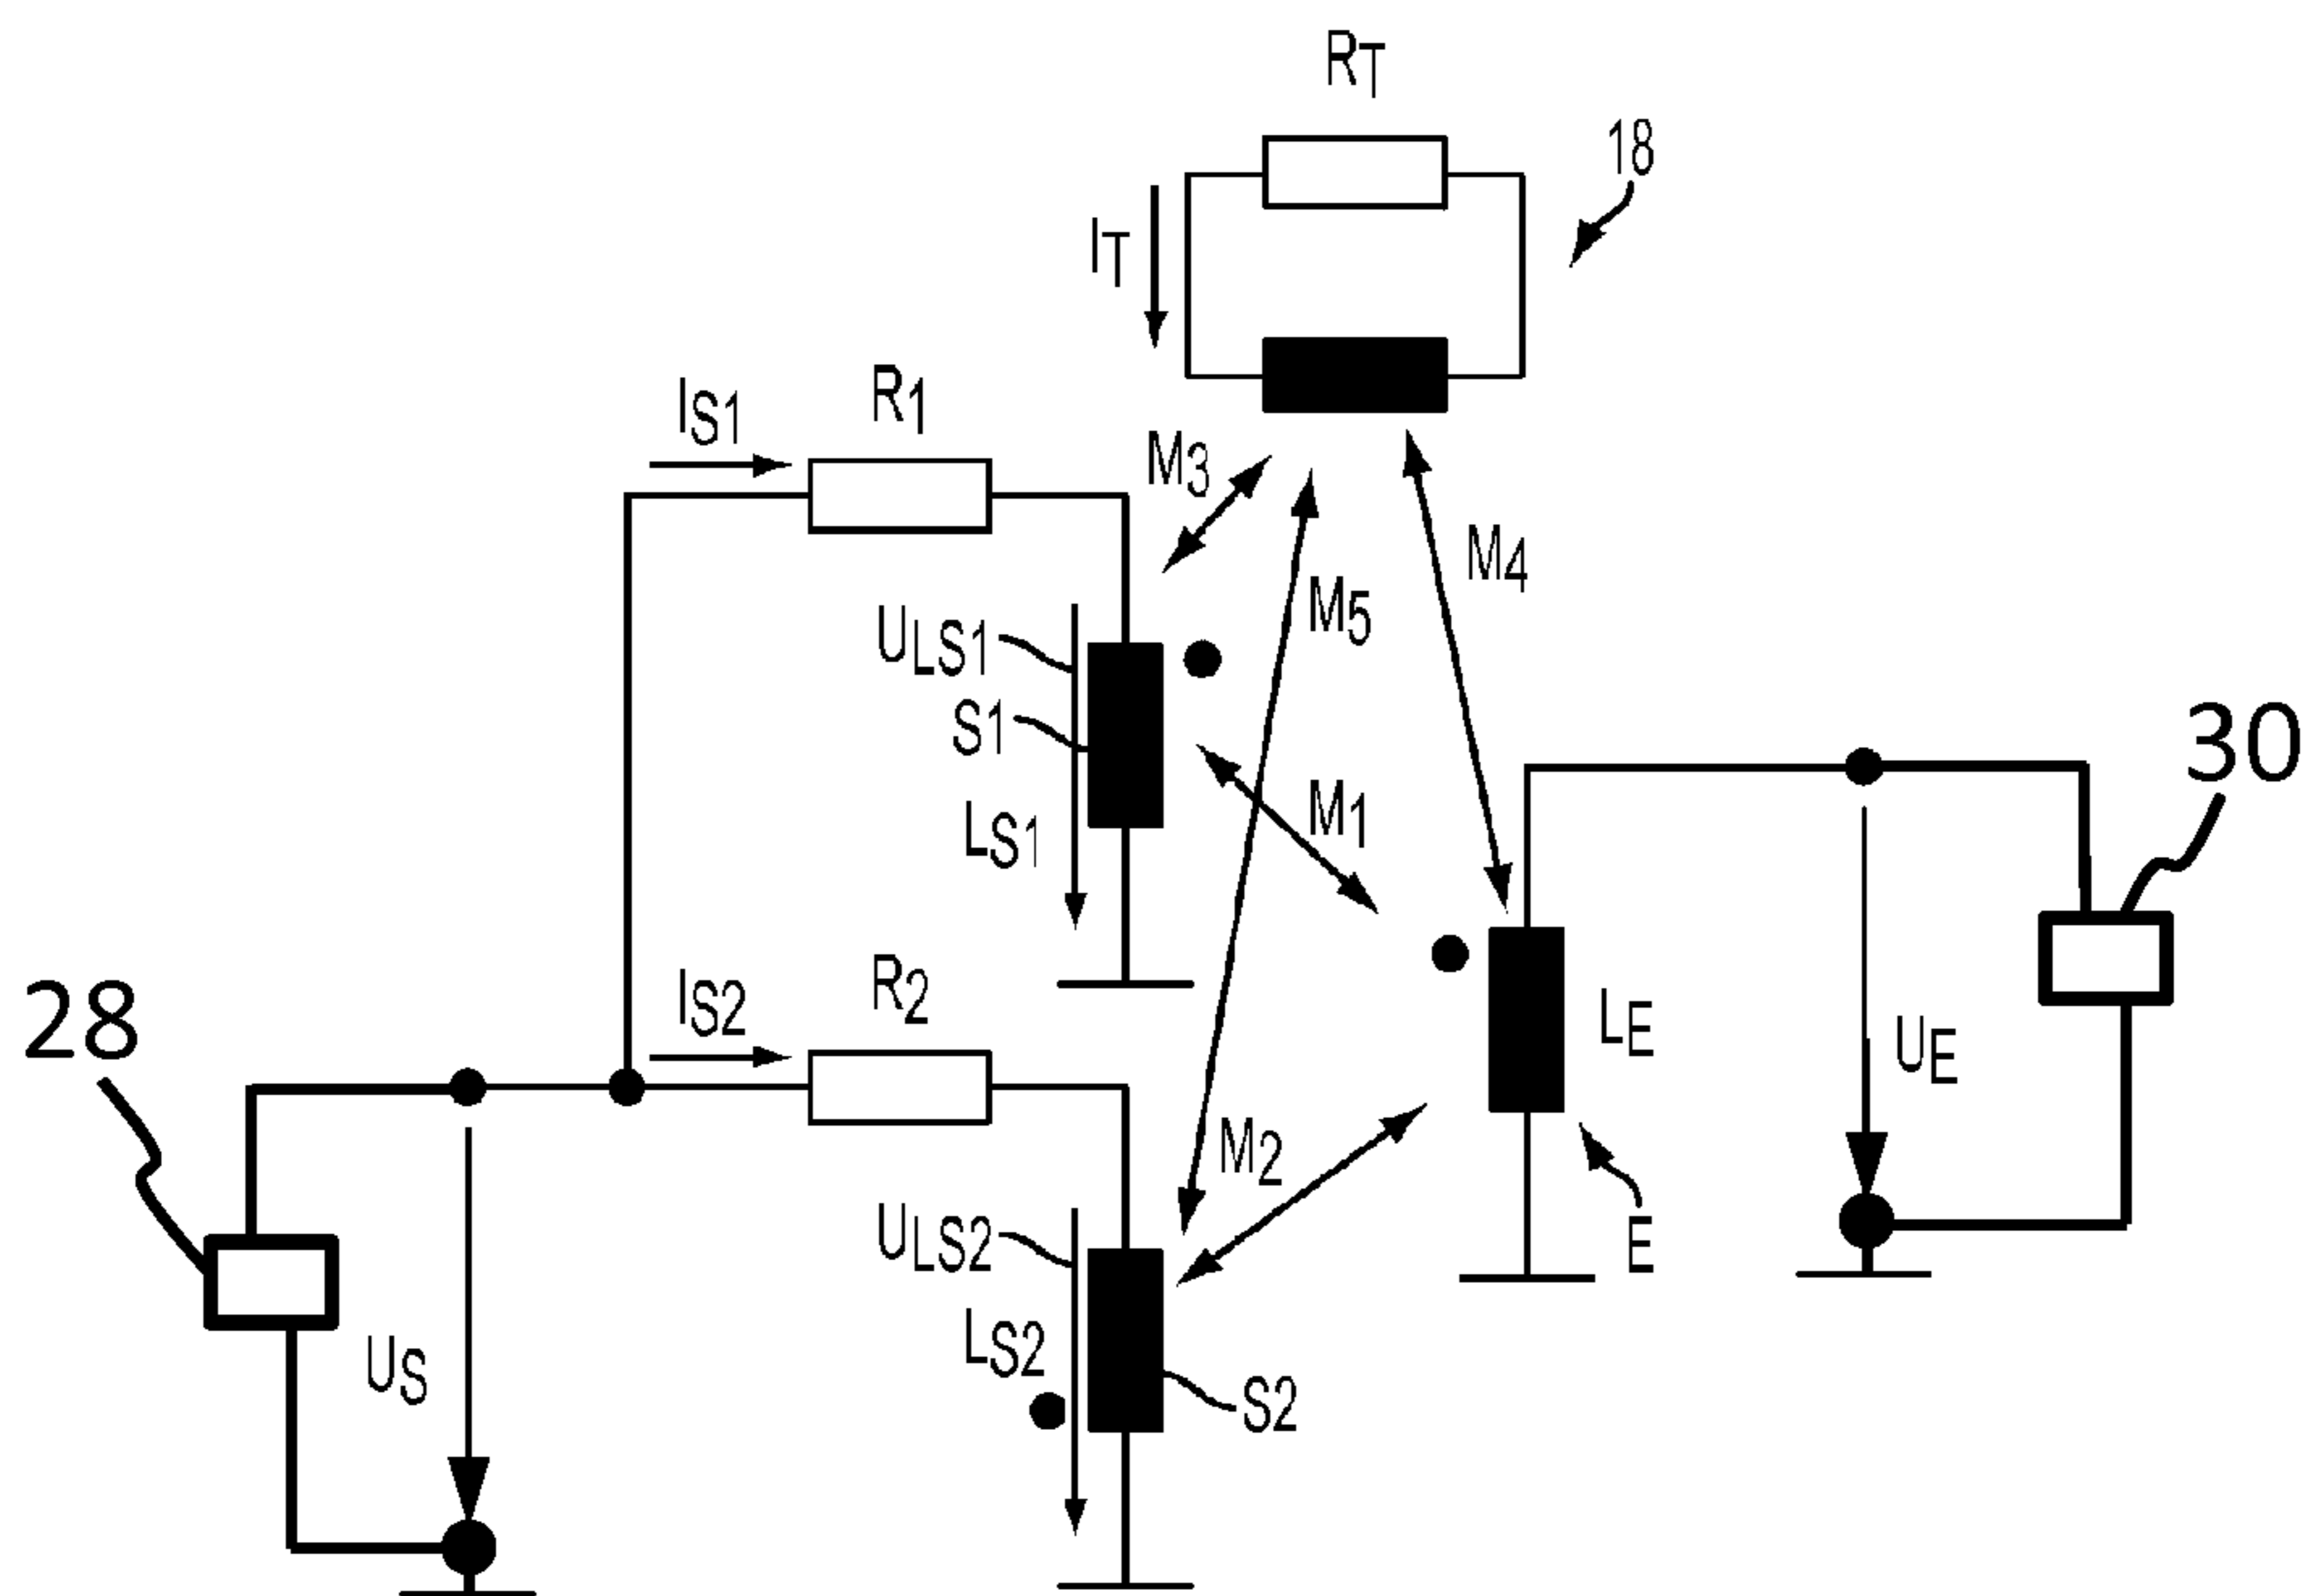 RT
18
IT
IS1
R1
M3
M4
M5
ULS1
S1
LS1
M1
30
IS2
R2
28
LE
UE
M2
ULS2
E
LS2
US
S2